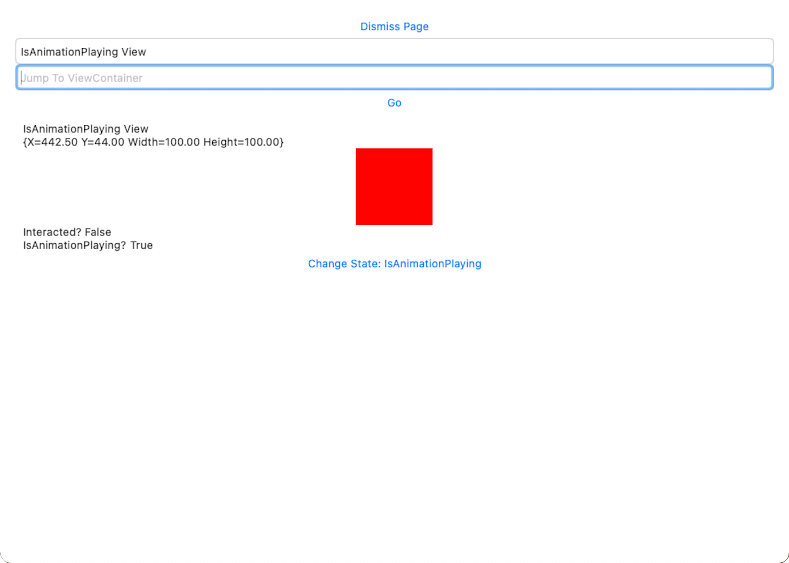 Dismiss Page
IsAnimationPlaying View
Jump To ViewContainer
Go
IsAnimationPlaying View
{X=442.50 Y=44.00 Width=100.00 Height=100.00}
Interacted? False
IsAnimationPlaying? True
Change State: IsAnimationPlaying